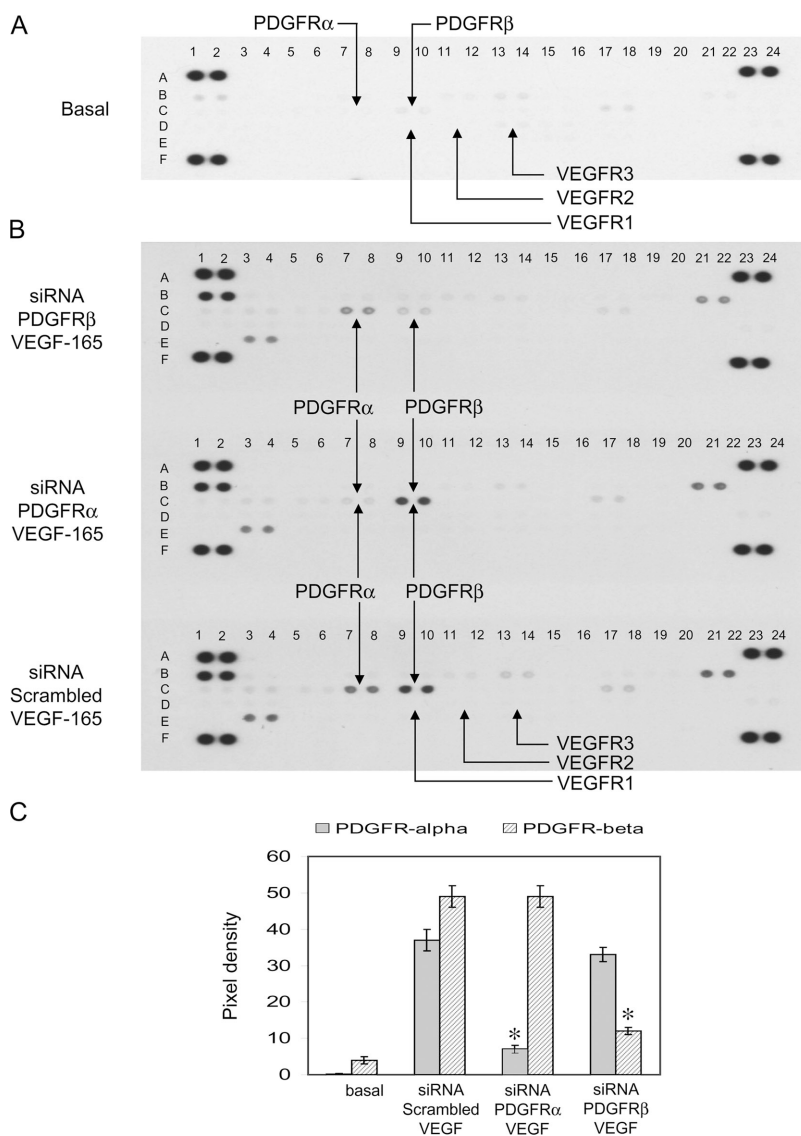 A
PDGFRα PDGFRβ
1 2 3 4 5 6 7 8 9 10 11 12 13 14 15 16 17 18 19 20 21 22 23 24
A
B
C
D
E
F
Basal
VEGFR3
VEGFR2
VEGFR1
B
1 2 3 4 5 6 7 8 9 10 11 12 13 14 15 16 17 18 19 20 21 22 23 24
A
B
C
D
E
F
siRNA
PDGFRβ
VEGF-165
PDGFRα PDGFRβ
1 2 3 4 5 6 7 8 9 10 11 12 13 14 15 16 17 18 19 20 21 22 23 24
A
B
C
D
E
F
siRNA
PDGFRα
VEGF-165
PDGFRα PDGFRβ
1 2 3 4 5 6 7 8 9 10 11 12 13 14 15 16 17 18 19 20 21 22 23 24
A
B
C
D
E
F
siRNA
Scrambled
VEGF-165
VEGFR3
VEGFR2
VEGFR1
C
PDGFR-alpha PDGFR-beta
Pixel density
60
50
40
30
20
10
0
* *
basal
siRNA
Scrambled
VEGF
siRNA
PDGFRα
VEGF
siRNA
PDGFRβ
VEGF